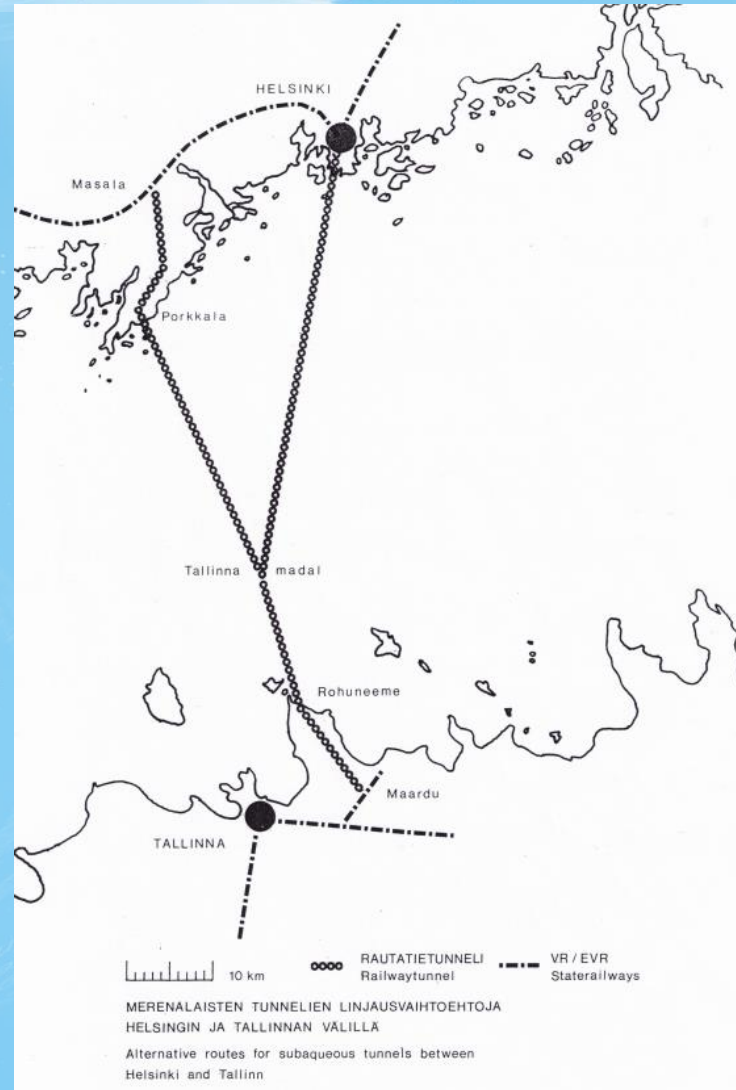 HELSINKI
Masala
Porkkala
Tallinna madal
Rohuneeme
Maardu
TALLINNA
10 km
RAUTATIETUNNELI
Railwaytunnel
VR / EVR
Staterailways
MERENALAISTEN TUNNELIEN LINJAUSVAIHTOEHTOJA
HELSINGIN JA TALLINNAN VÄLILLÄ
Alternative routes for subaqueous tunnels between
Helsinki and Tallinn